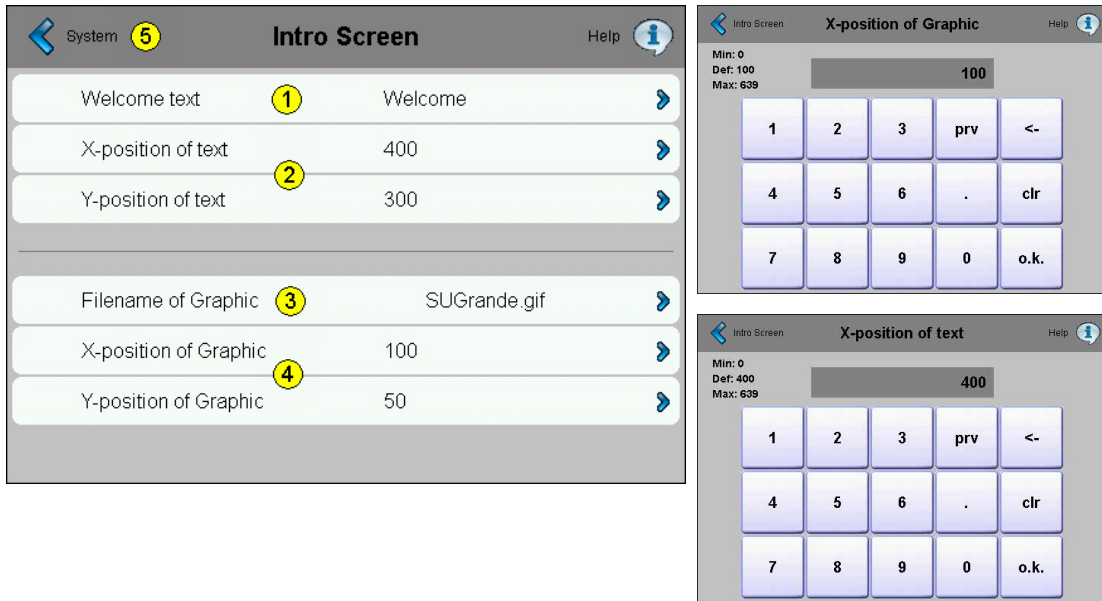 System 5 Intro Screen Help
Welcome text 1 Welcome
X-position of text 400
2
Y-position of text 300
Filename of Graphic 3 SUGrande.gif
X-position of Graphic 100
4
Y-position of Graphic 50
Intro Screen X-position of Graphic Help
Min: 0
Def: 100
Max: 639
100
1 2 3 prv <-
4 5 6 . clr
7 8 9 0 o.k.
Intro Screen X-position of text Help
Min: 0
Def: 400
Max: 639
400
1 2 3 prv <-
4 5 6 . clr
7 8 9 0 o.k.